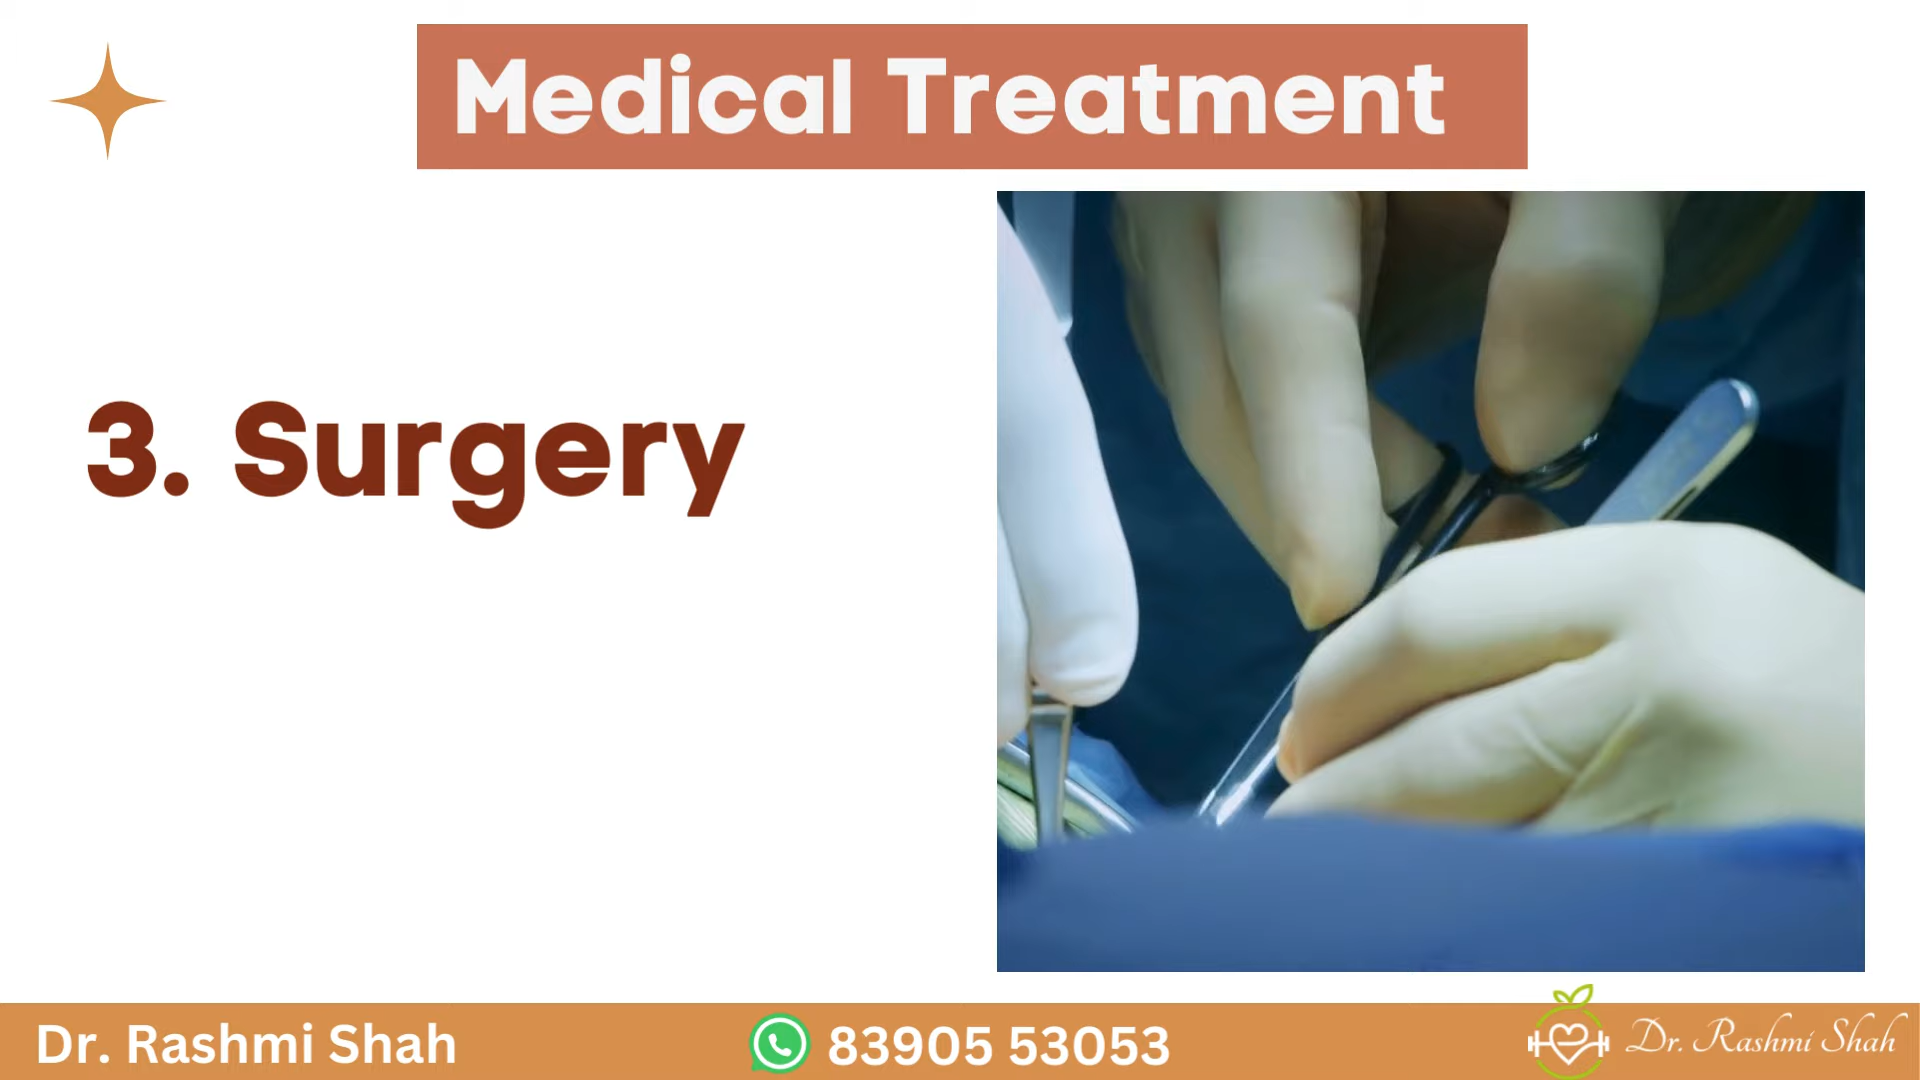 Medical Treatment
3. Surgery
Dr. Rashmi Shah
83905 53053
Dr. Rashmi Shah